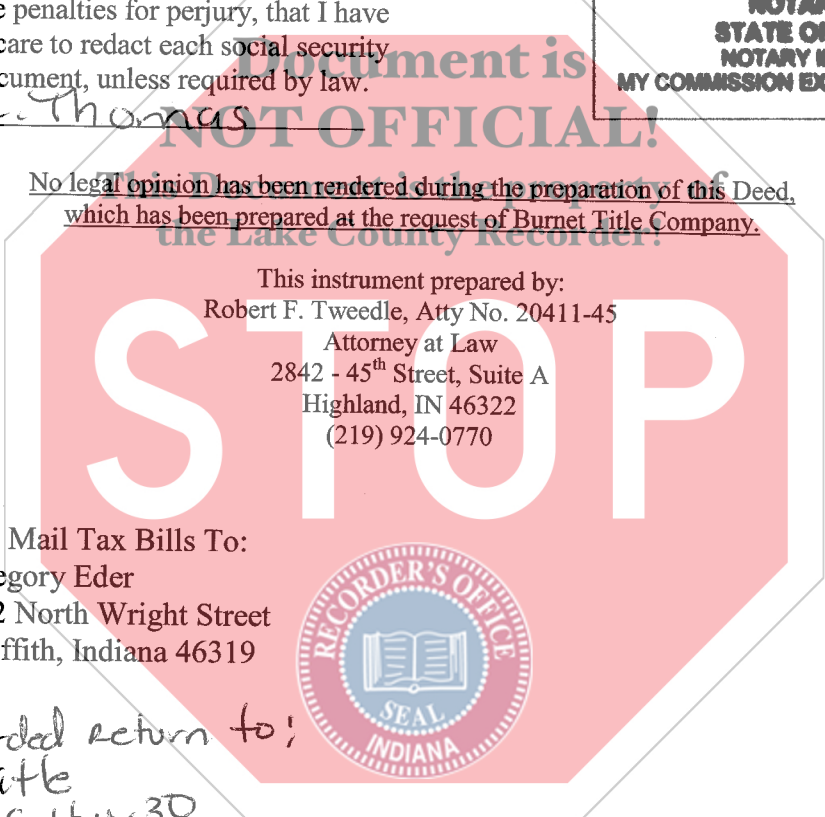 e penalties for perjury, that I have
care to redact each social security
cument, unless required by law.
Thomas
NOTAR
STATE OF
NOTARY I
MY COMMISSION EX
Document is
NOT OFFICIAL!
This Document is the property of
the Lake County Recorder!
No legal opinion has been rendered during the preparation of this Deed,
which has been prepared at the request of Burnet Title Company.
This instrument prepared by:
Robert F. Tweedle, Atty No. 20411-45
Attorney at Law
2842 - 45th Street, Suite A
Highland, IN 46322
(219) 924-0770
STOP
Mail Tax Bills To:
egory Eder
2 North Wright Street
ffith, Indiana 46319
RECORDER'S OFFICE
SEAL
INDIANA
ded return to:
itle
30